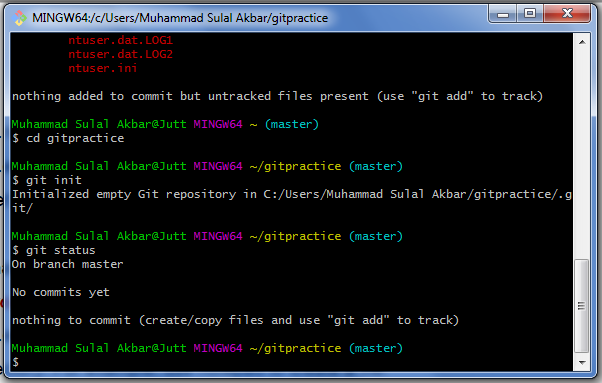 MINGW64:/c/Users/Muhammad Sulal Akbar/gitpractice
ntuser.dat.LOG1
ntuser.dat.LOG2
ntuser.ini
nothing added to commit but untracked files present (use "git add" to track)
Muhammad Sulal Akbar@Jutt MINGW64 ~ (master)
$ cd gitpractice
Muhammad Sulal Akbar@Jutt MINGW64 ~/gitpractice (master)
$ git init
Initialized empty Git repository in C:/Users/Muhammad Sulal Akbar/gitpractice/.g
it/
Muhammad Sulal Akbar@Jutt MINGW64 ~/gitpractice (master)
$ git status
On branch master
No commits yet
nothing to commit (create/copy files and use "git add" to track)
Muhammad Sulal Akbar@Jutt MINGW64 ~/gitpractice (master)
$